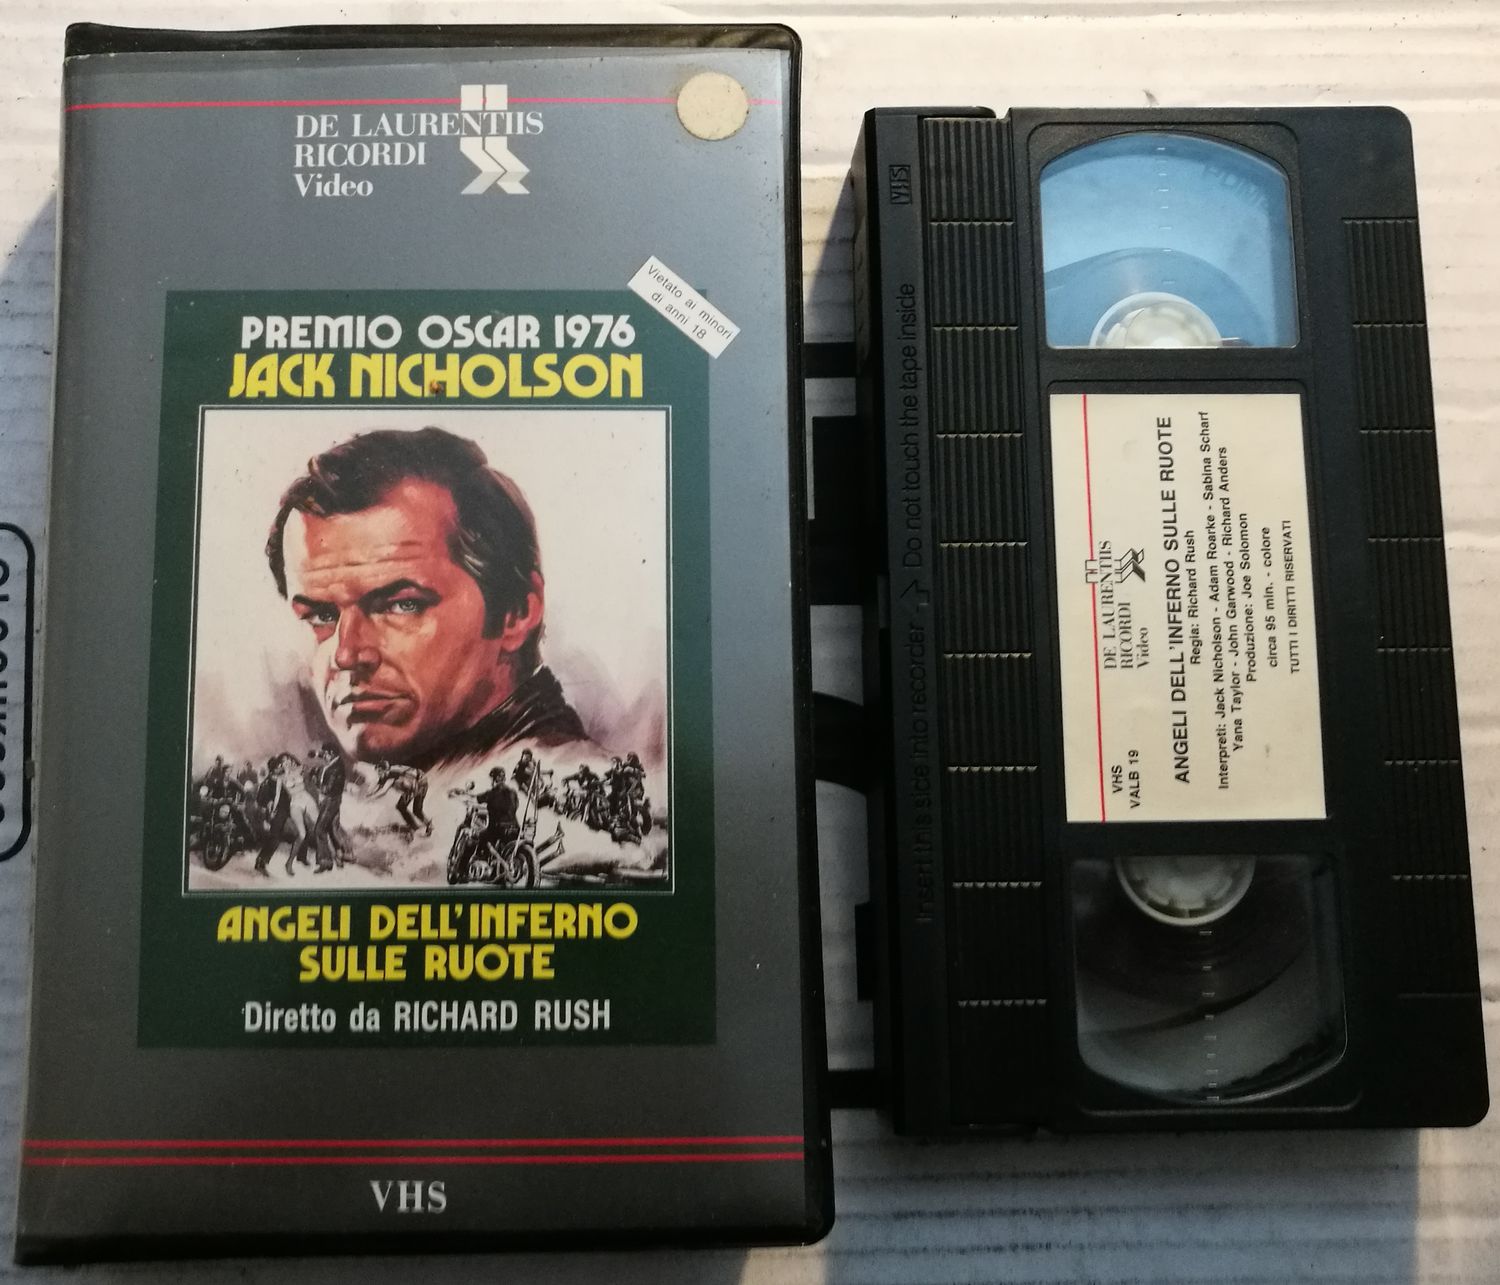 DE LAURENTIIS
RICORDI
Video
Vietato ai minori
di anni 18
PREMIO OSCAR 1976
JACK NICHOLSON
ANGELI DELL'INFERNO
SULLE RUOTE
Diretto da RICHARD RUSH
VHS
VHS
Insert this side into recorder Do not touch the tape inside
DE LAURENTIIS
RICORDI
Video
VHS
VALB 19
ANGELI DELL'INFERNO SULLE RUOTE
Regia: Richard Rush
Interpreti: Jack Nicholson - Adam Roarke - Sabina Scharf
Yana Taylor - John Garwood - Richard Anders
Produzione: Joe Solomon
circa 95 min. - colore
TUTTI I DIRITTI RISERVATI